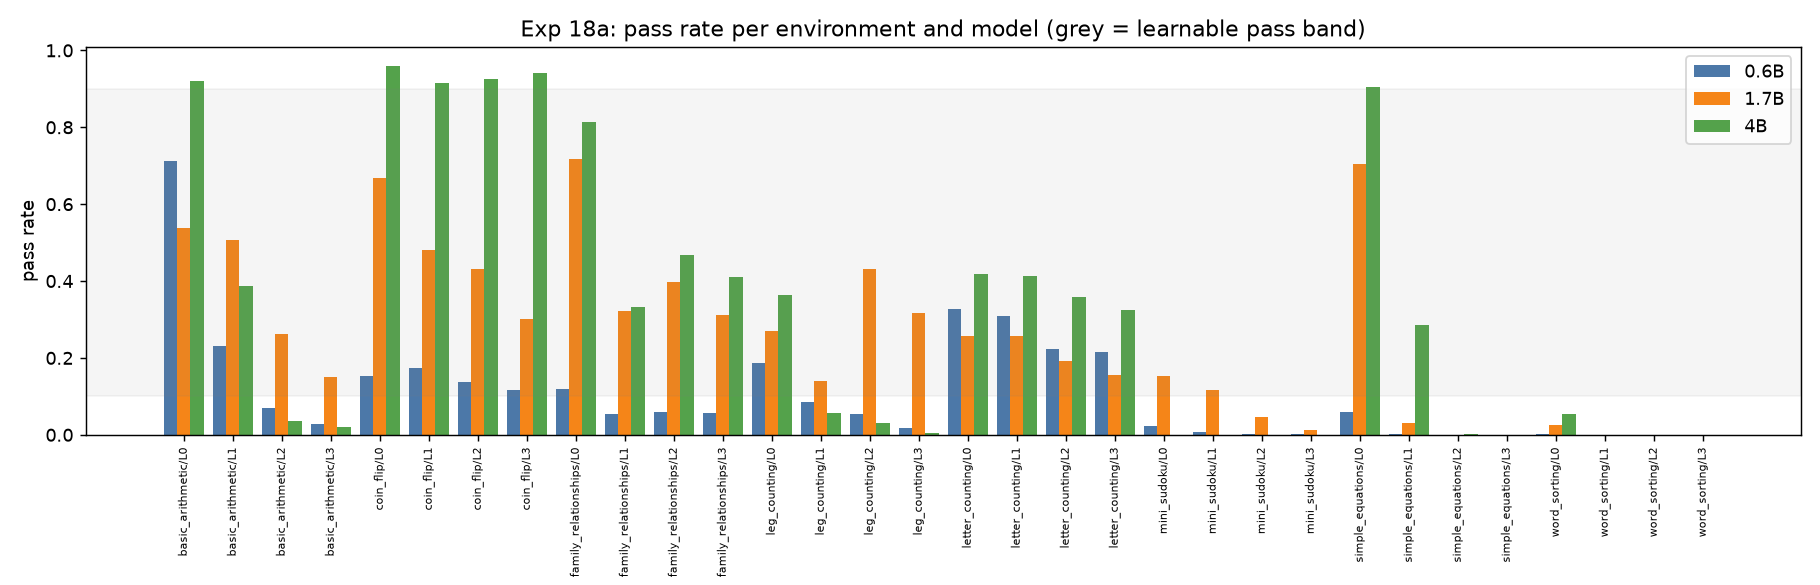 Exp 18a: pass rate per environment and model (grey = learnable pass band)
1.0
0.8
0.6
0.4
0.2
0.0
pass rate
0.6B
1.7B
4B
basic_arithmetic/L0
basic_arithmetic/L1
basic_arithmetic/L2
basic_arithmetic/L3
coin_flip/L0
coin_flip/L1
coin_flip/L2
coin_flip/L3
family_relationships/L0
family_relationships/L1
family_relationships/L2
family_relationships/L3
leg_counting/L0
leg_counting/L1
leg_counting/L2
leg_counting/L3
letter_counting/L0
letter_counting/L1
letter_counting/L2
letter_counting/L3
mini_sudoku/L0
mini_sudoku/L1
mini_sudoku/L2
mini_sudoku/L3
simple_equations/L0
simple_equations/L1
simple_equations/L2
simple_equations/L3
word_sorting/L0
word_sorting/L1
word_sorting/L2
word_sorting/L3